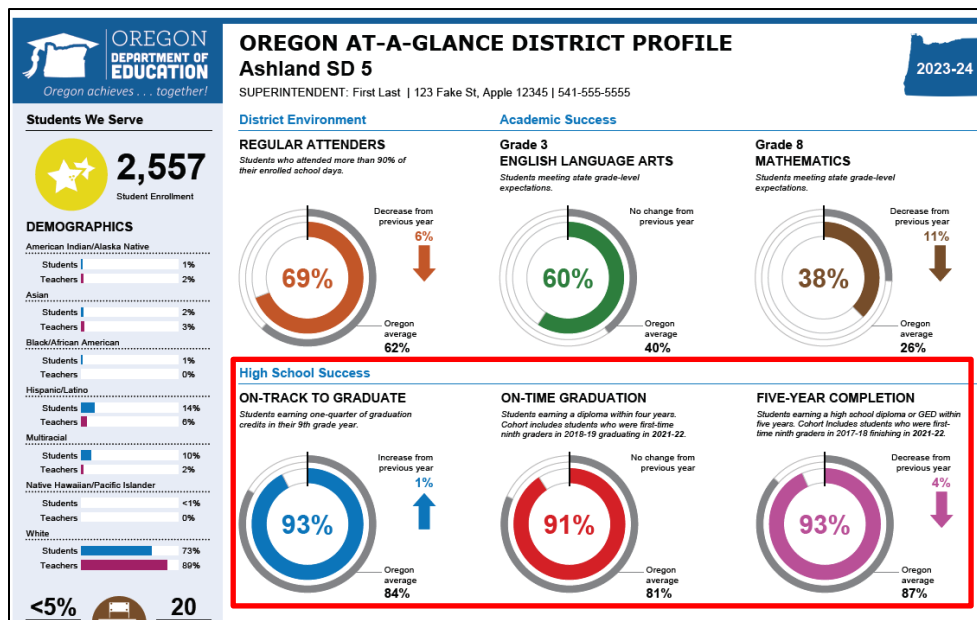 OREGON
DEPARTMENT OF
EDUCATION
Oregon achieves . . . together!
OREGON AT-A-GLANCE DISTRICT PROFILE
Ashland SD 5
SUPERINTENDENT: First Last | 123 Fake St, Apple 12345 | 541-555-5555
2023-24
Students We Serve
2,557
Student Enrollment
DEMOGRAPHICS
American Indian/Alaska Native
Students 1%
Teachers 2%
Asian
Students 2%
Teachers 3%
Black/African American
Students 1%
Teachers 0%
Hispanic/Latino
Students 14%
Teachers 6%
Multiracial
Students 10%
Teachers 2%
Native Hawaiian/Pacific Islander
Students <1%
Teachers 0%
White
Students 73%
Teachers 89%
<5%
20
District Environment
REGULAR ATTENDERS
Students who attended more than 90% of
their enrolled school days.
Decrease from
previous year
6%
69%
Oregon
average
62%
Academic Success
Grade 3
ENGLISH LANGUAGE ARTS
Students meeting state grade-level
expectations.
No change from
previous year
60%
Oregon
average
40%
Grade 8
MATHEMATICS
Students meeting state grade-level
expectations.
Decrease from
previous year
11%
38%
Oregon
average
26%
High School Success
ON-TRACK TO GRADUATE
Students earning one-quarter of graduation
credits in their 9th grade year.
Increase from
previous year
1%
93%
Oregon
average
84%
ON-TIME GRADUATION
Students earning a diploma within four years.
Cohort includes students who were first-time
ninth graders in 2018-19 graduating in 2021-22.
No change from
previous year
91%
Oregon
average
81%
FIVE-YEAR COMPLETION
Students earning a high school diploma or GED within
five years. Cohort Includes students who were first-
time ninth graders in 2017-18 finishing in 2021-22.
Decrease from
previous year
4%
93%
Oregon
average
87%